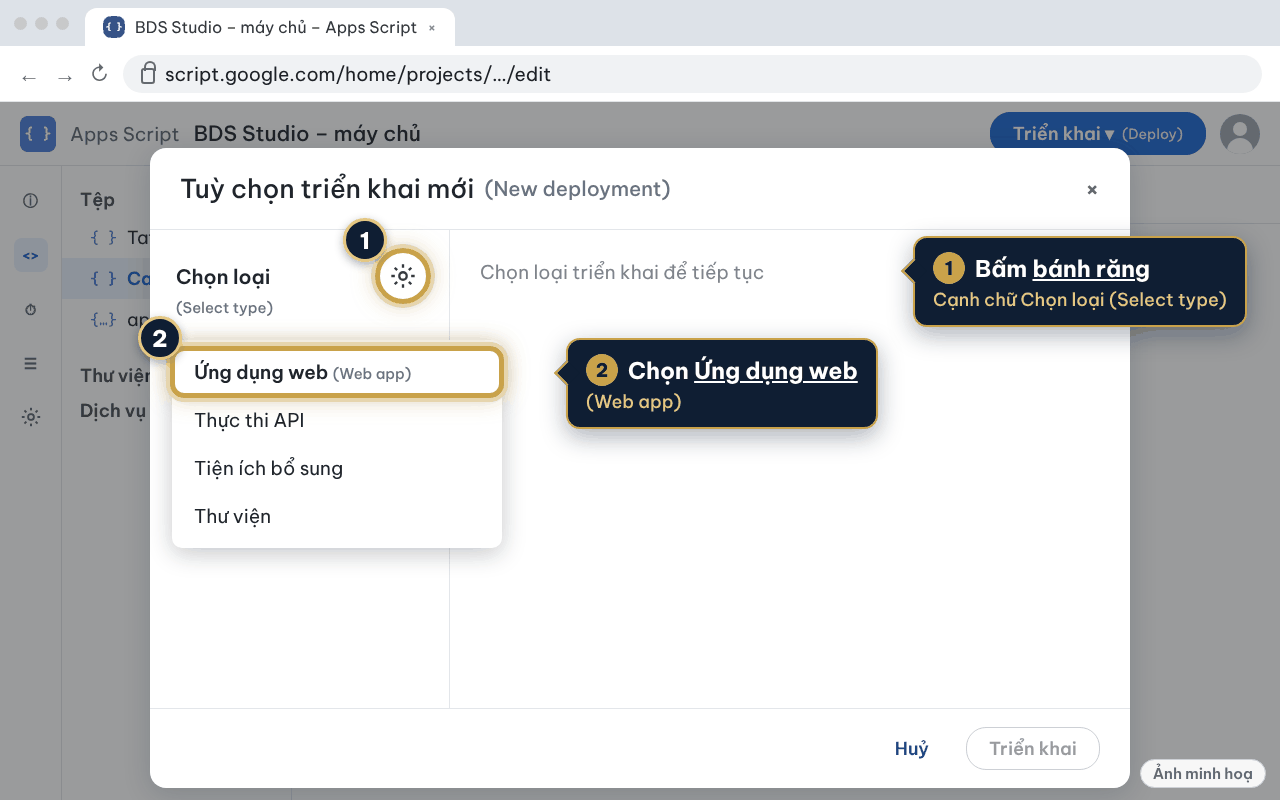 BDS Studio – máy chủ – Apps Script
script.google.com/home/projects/.../edit
{ } Apps Script BDS Studio – máy chủ
Triển khai ▾ (Deploy)
Tuỳ chọn triển khai mới (New deployment)
Tệp
{ }
{ }
{...}
Thư viện
Dịch vụ
1
Chọn loại
(Select type)
Chọn loại triển khai để tiếp tục
1 Bấm bánh răng
Cạnh chữ Chọn loại (Select type)
2
Ứng dụng web (Web app)
Thực thi API
Tiện ích bổ sung
Thư viện
2 Chọn Ứng dụng web
(Web app)
Huỷ
Triển khai
Ảnh minh hoạ